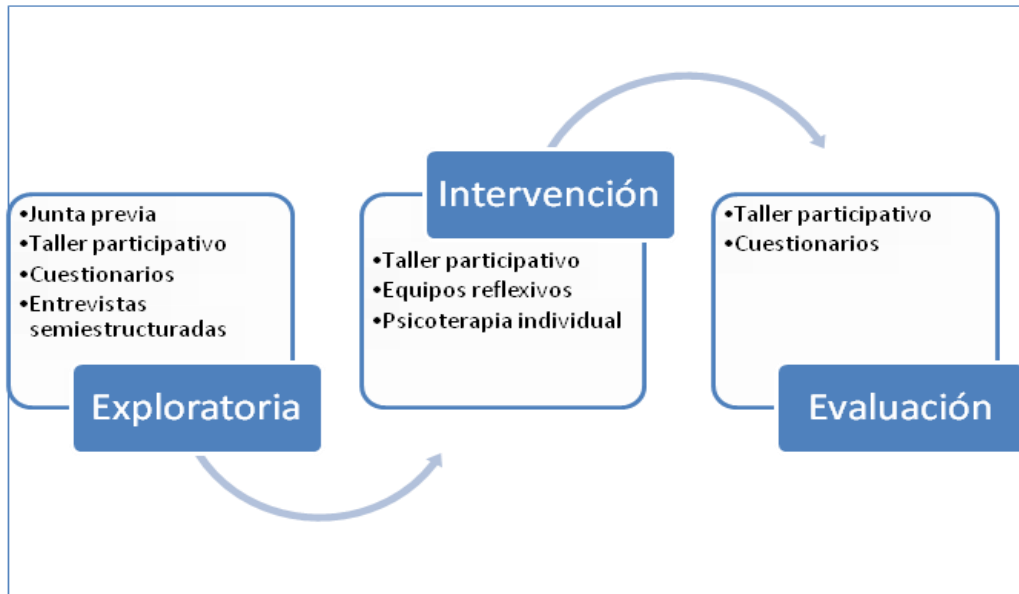 •Junta previa
•Taller participativo
•Cuestionarios
•Entrevistas
semiestructuradas
Exploratoria
Intervención
•Taller participativo
•Equipos reflexivos
•Psicoterapia individual
•Taller participativo
•Cuestionarios
Evaluación